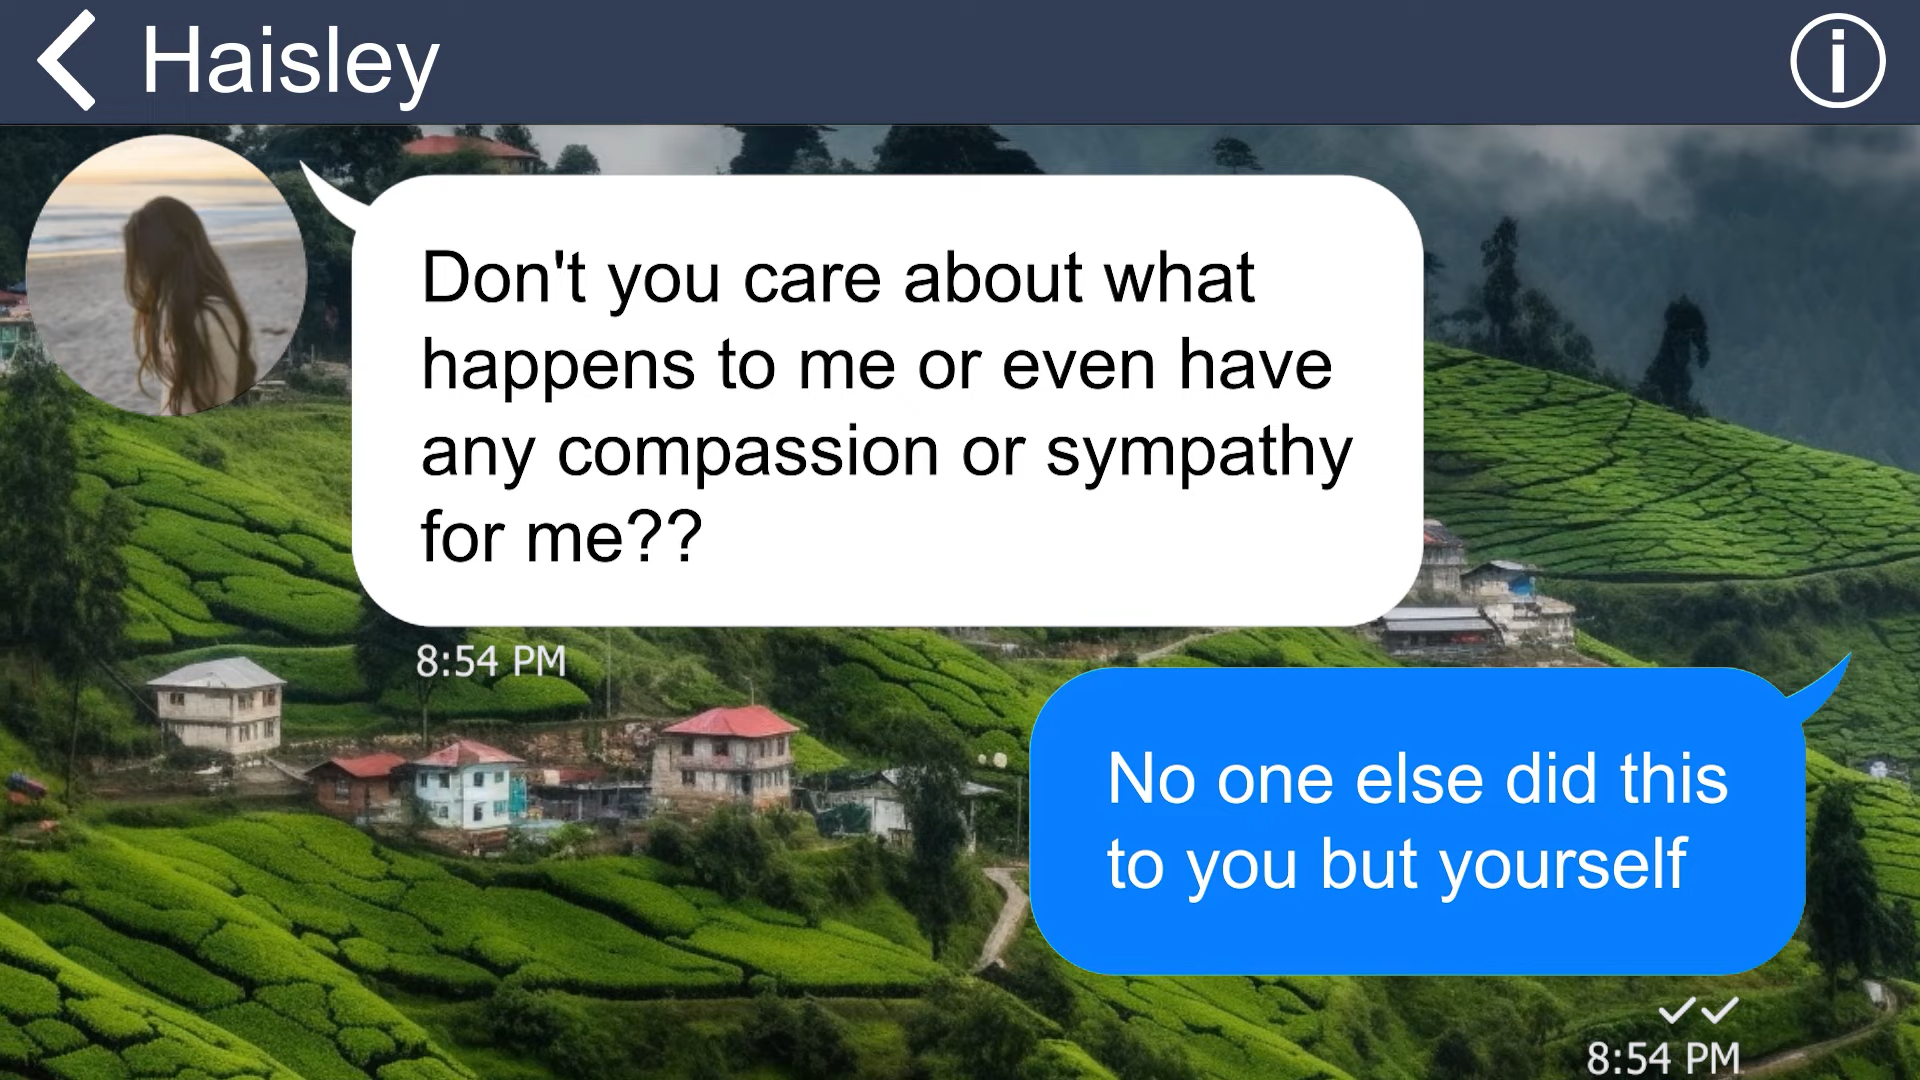 Haisley
Don't you care about what
happens to me or even have
any compassion or sympathy
for me??
8:54 PM
No one else did this
to you but yourself
8:54 PM